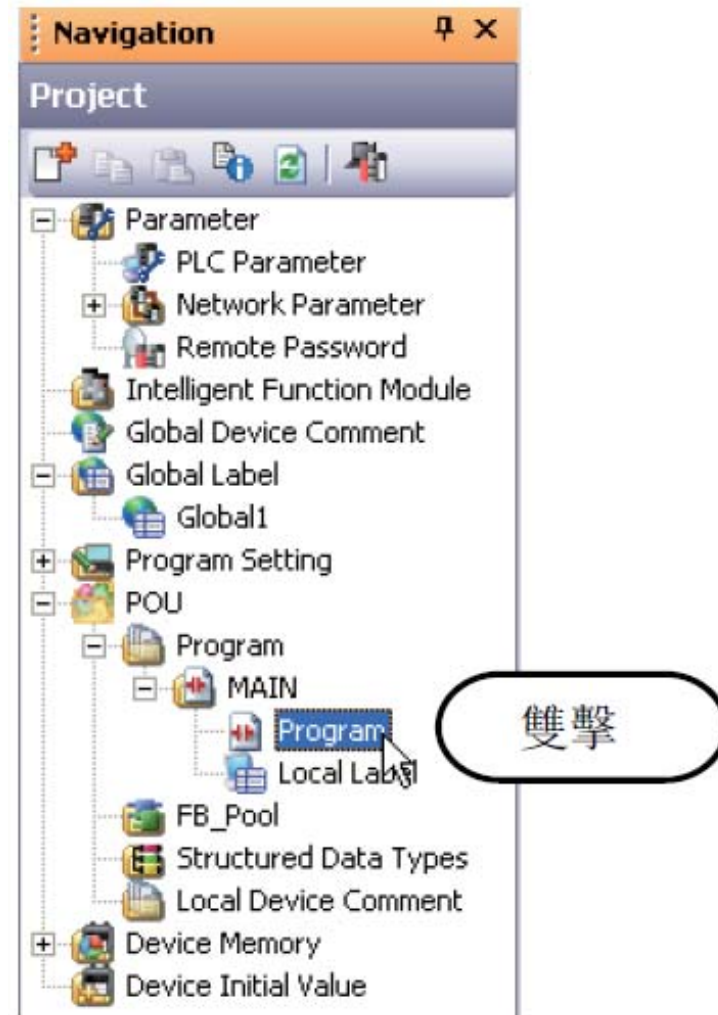 Navigation
Project
Parameter
PLC Parameter
Network Parameter
Remote Password
Intelligent Function Module
Global Device Comment
Global Label
Global1
Program Setting
POU
Program
MAIN
Program
雙擊
Local Label
FB_Pool
Structured Data Types
Local Device Comment
Device Memory
Device Initial Value